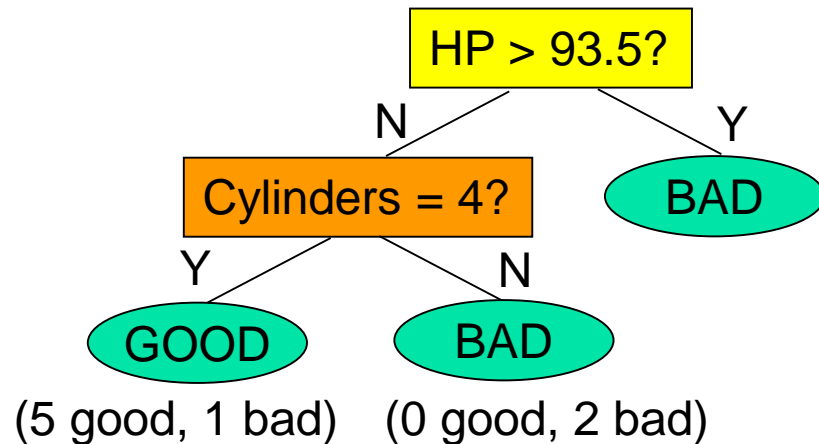 HP > 93.5?
N
Y
Cylinders = 4?
BAD
Y
N
GOOD
BAD
(5 good, 1 bad)
(0 good, 2 bad)